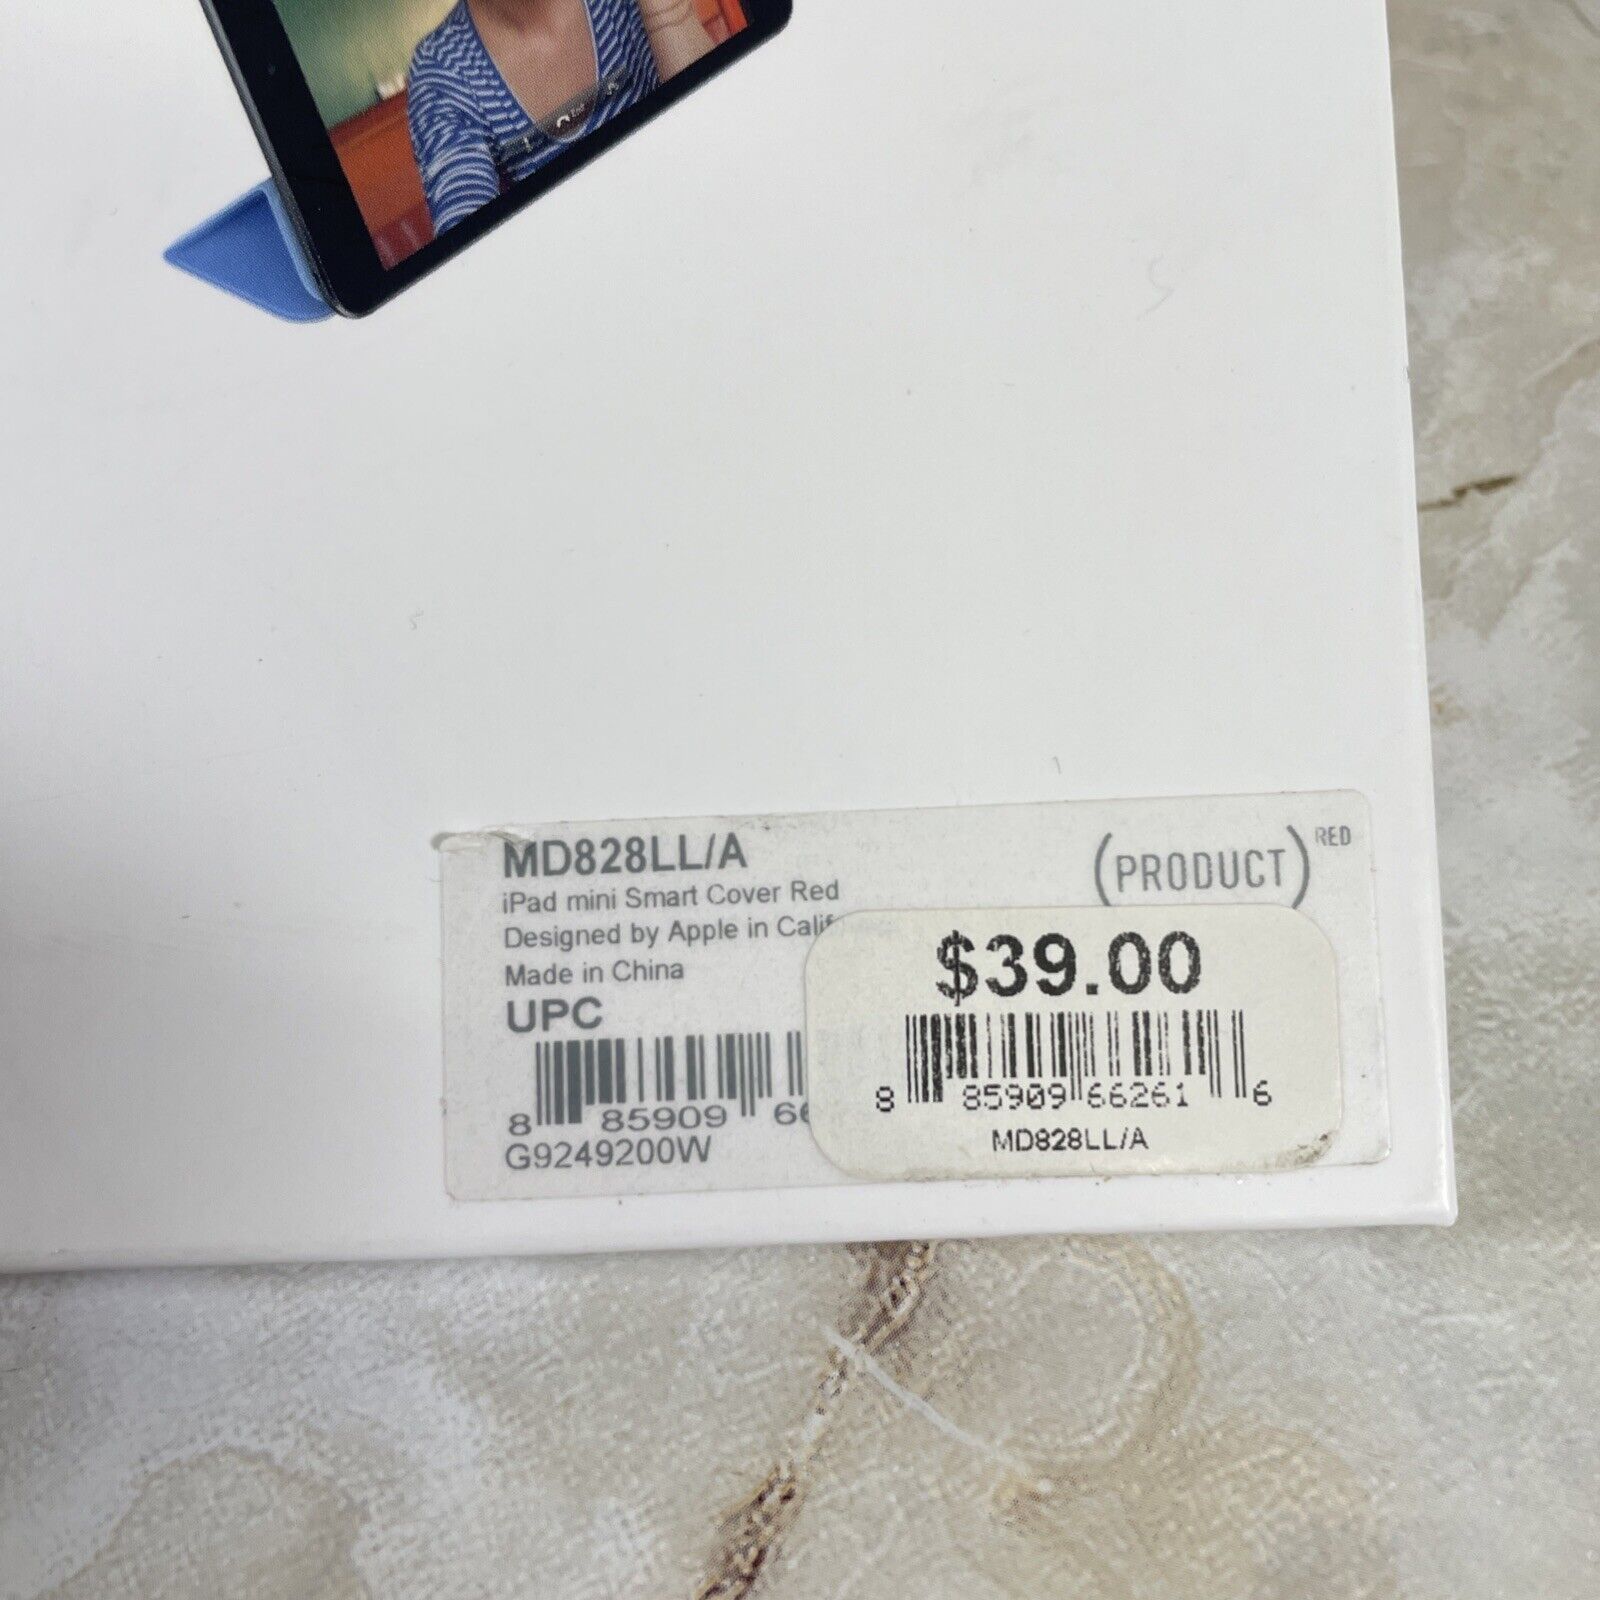 MD828LL/A
iPad mini Smart Cover Red
Designed by Apple in Calif
Made in China
UPC
8 85909 66
G9249200W
(PRODUCT)RED
$39.00
8 85909 66261 6
MD828LL/A